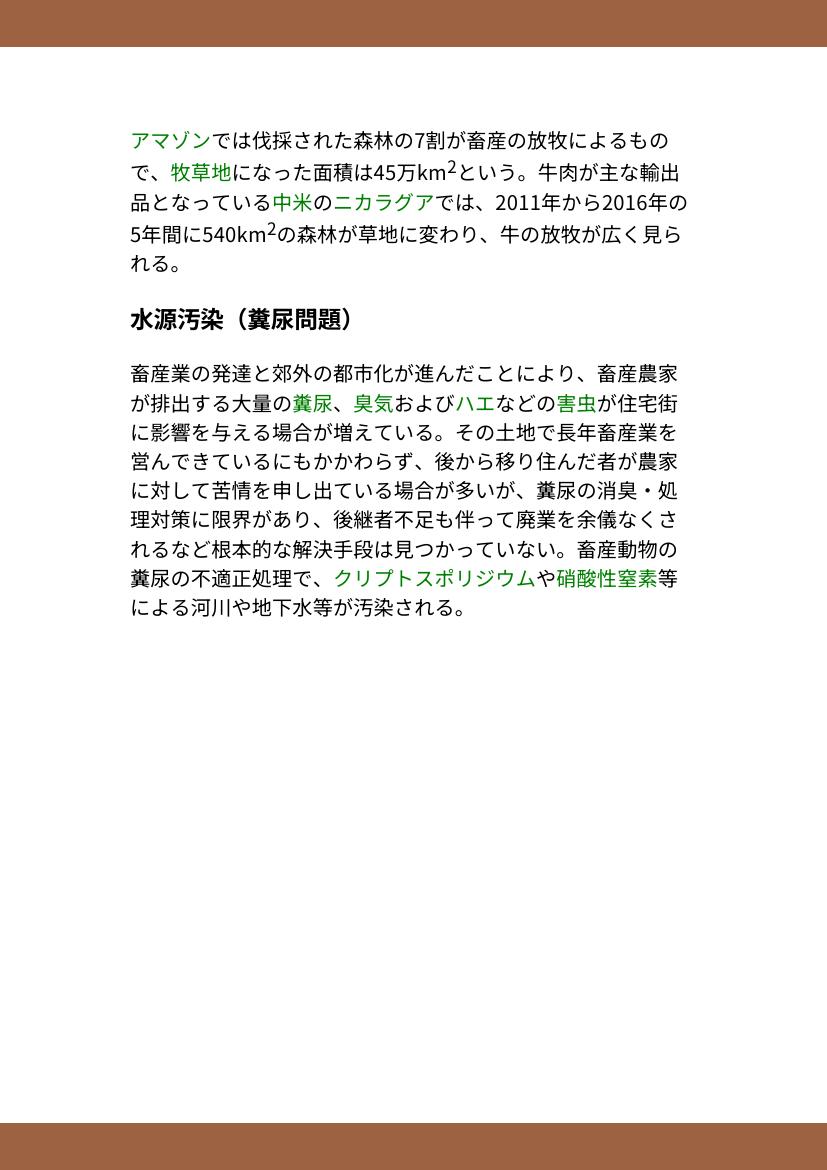 アマゾンでは伐採された森林の7割が畜産の放牧によるもの
で、牧草地になった面積は45万km2という。牛肉が主な輸出
品となっている中米のニカラグアでは、2011年から2016年の
5年間に540km2の森林が草地に変わり、牛の放牧が広く見ら
れる。
水源汚染（糞尿問題）
畜産業の発達と郊外の都市化が進んだことにより、畜産農家
が排出する大量の糞尿、臭気およびハエなどの害虫が住宅街
に影響を与える場合が増えている。その土地で長年畜産業を
営んできているにもかかわらず、後から移り住んだ者が農家
に対して苦情を申し出ている場合が多いが、糞尿の消臭・処
理対策に限界があり、後継者不足も伴って廃業を余儀なくさ
れるなど根本的な解決手段は見つかっていない。畜産動物の
糞尿の不適正処理で、クリプトスポリジウムや硝酸性窒素等
による河川や地下水等が汚染される。